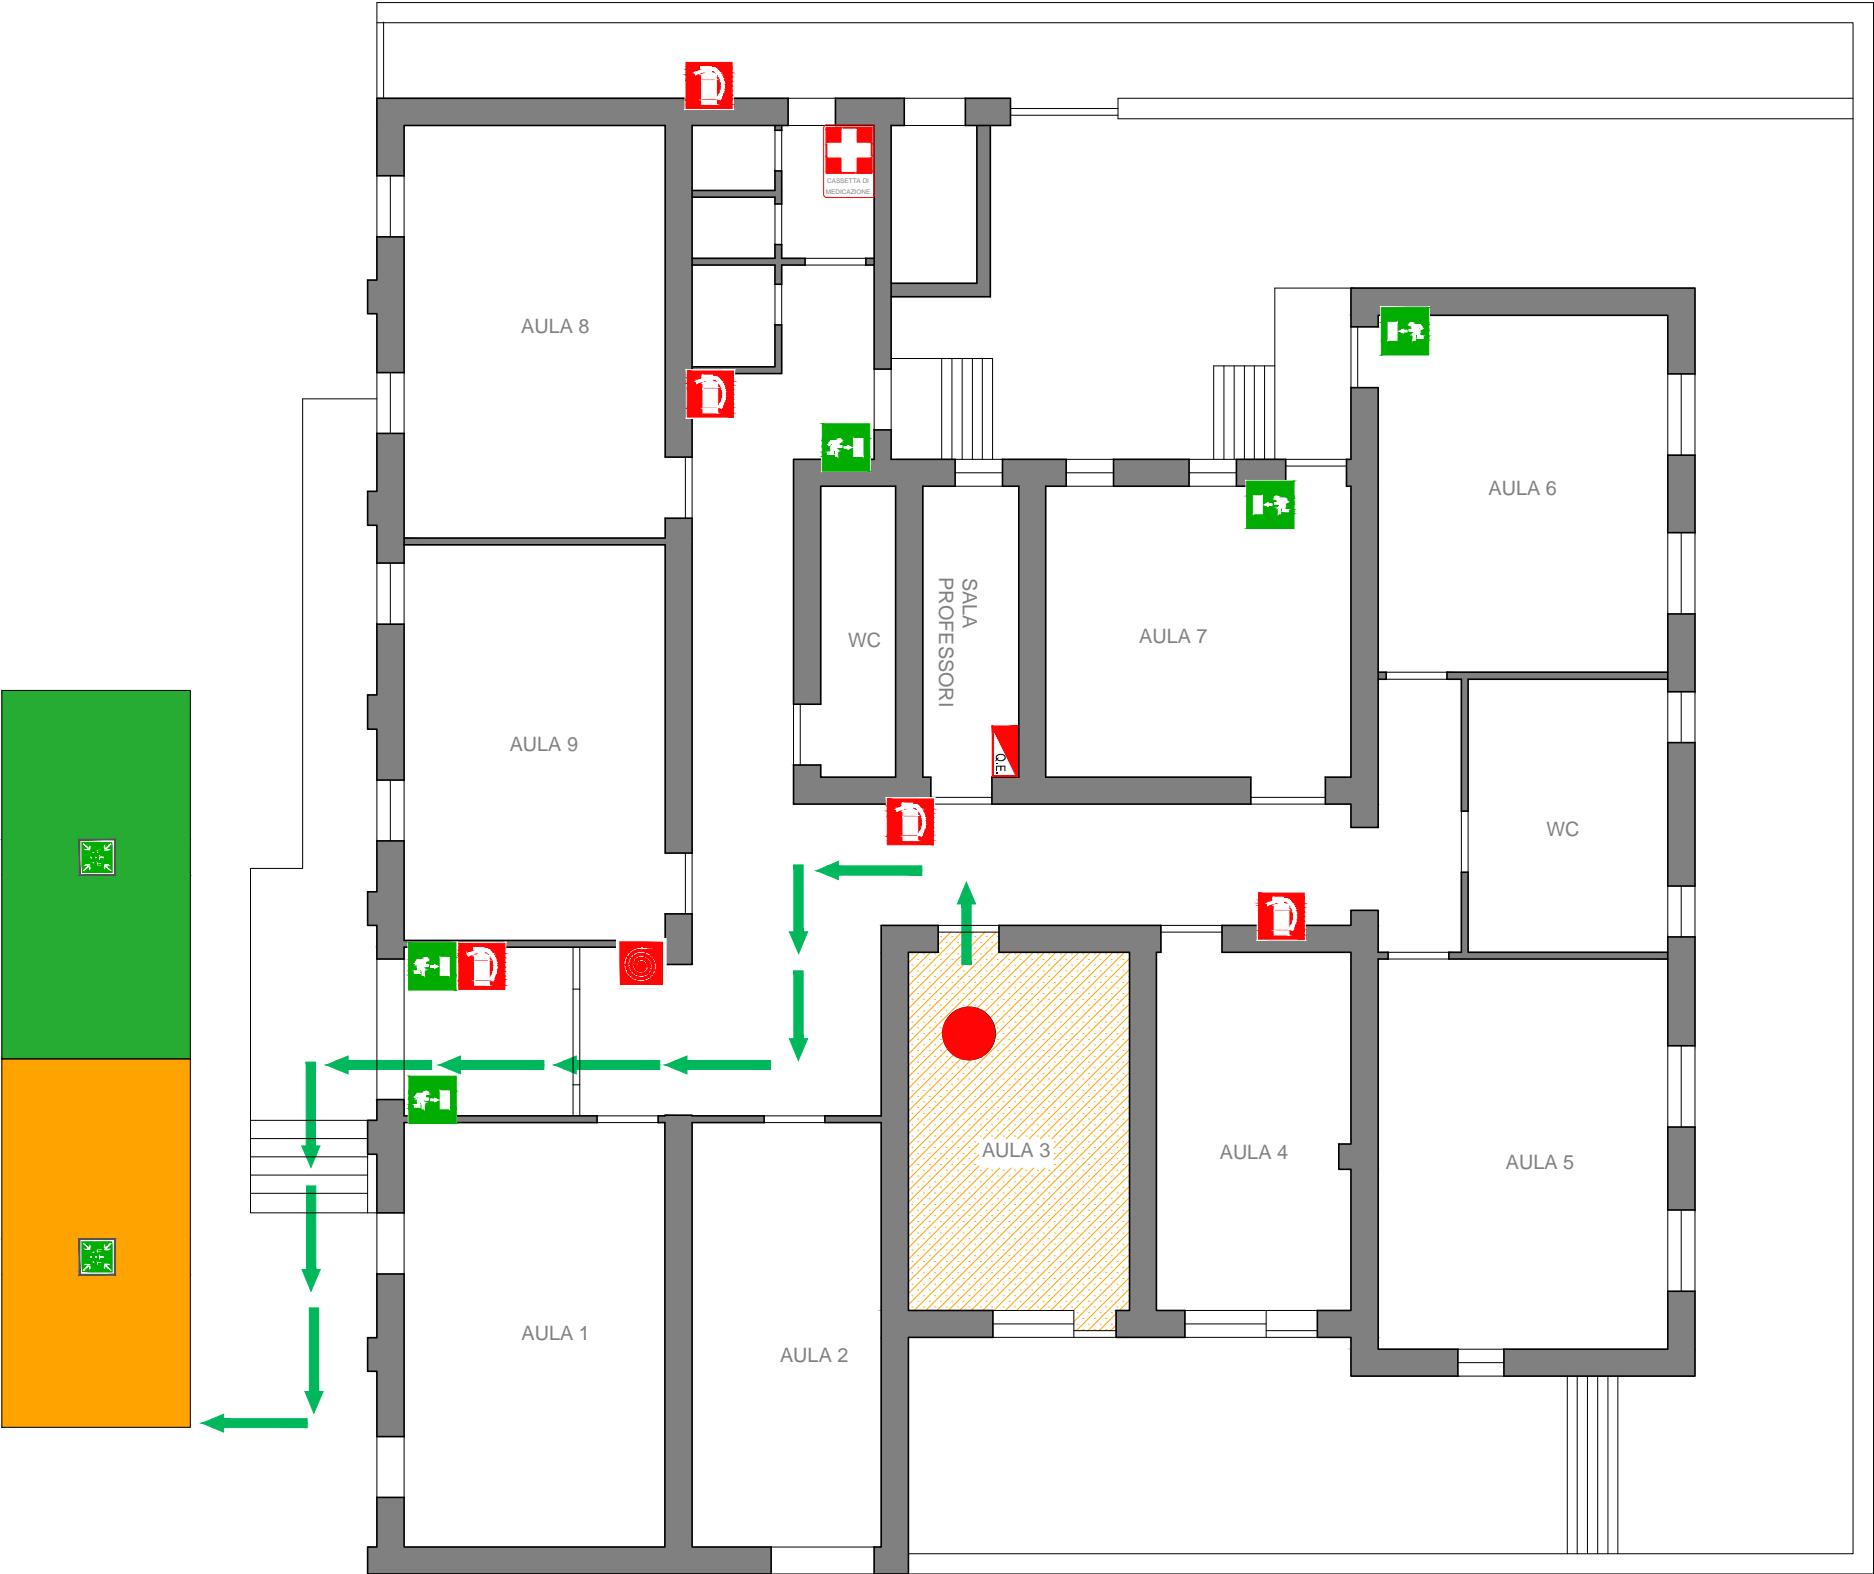 CASSETTA DI
MEDICAZIONE
AULA 8
AULA 6
SALA
PROFESSORI
WC
AULA 7
AULA 9
Q.E.
WC
AULA 3
AULA 4
AULA 5
AULA 1
AULA 2